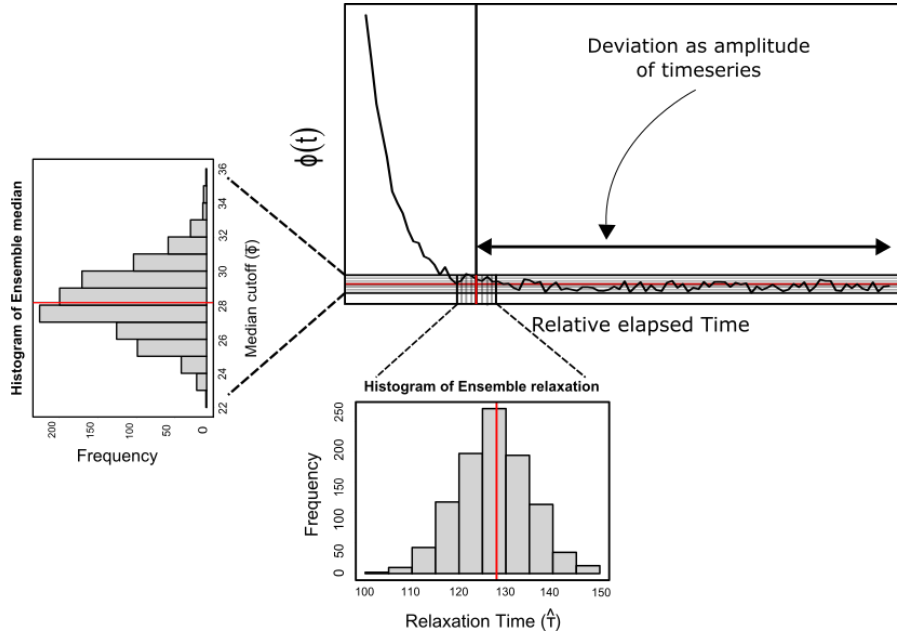 Deviation as amplitude
of timeseries
ϕ(t)
Relative elapsed Time
Histogram of Ensemble median
Median cutoff (ϕ̄)
36
34
32
30
28
26
24
22
200
150
100
50
0
Frequency
Histogram of Ensemble relaxation
Frequency
250
200
150
100
50
0
100
110
120
130
140
150
Relaxation Time (τ̂)